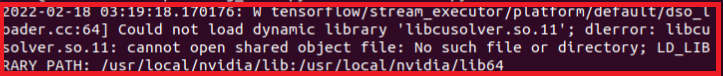 2022-02-18 03:19:18.170176: W tensorflow/stream_executor/platform/default/dso_l
oader.cc:64] Could not load dynamic library 'libcusolver.so.11'; dlerror: libcu
solver.so.11: cannot open shared object file: No such file or directory; LD_LIB
RARY_PATH: /usr/local/nvidia/lib:/usr/local/nvidia/lib64